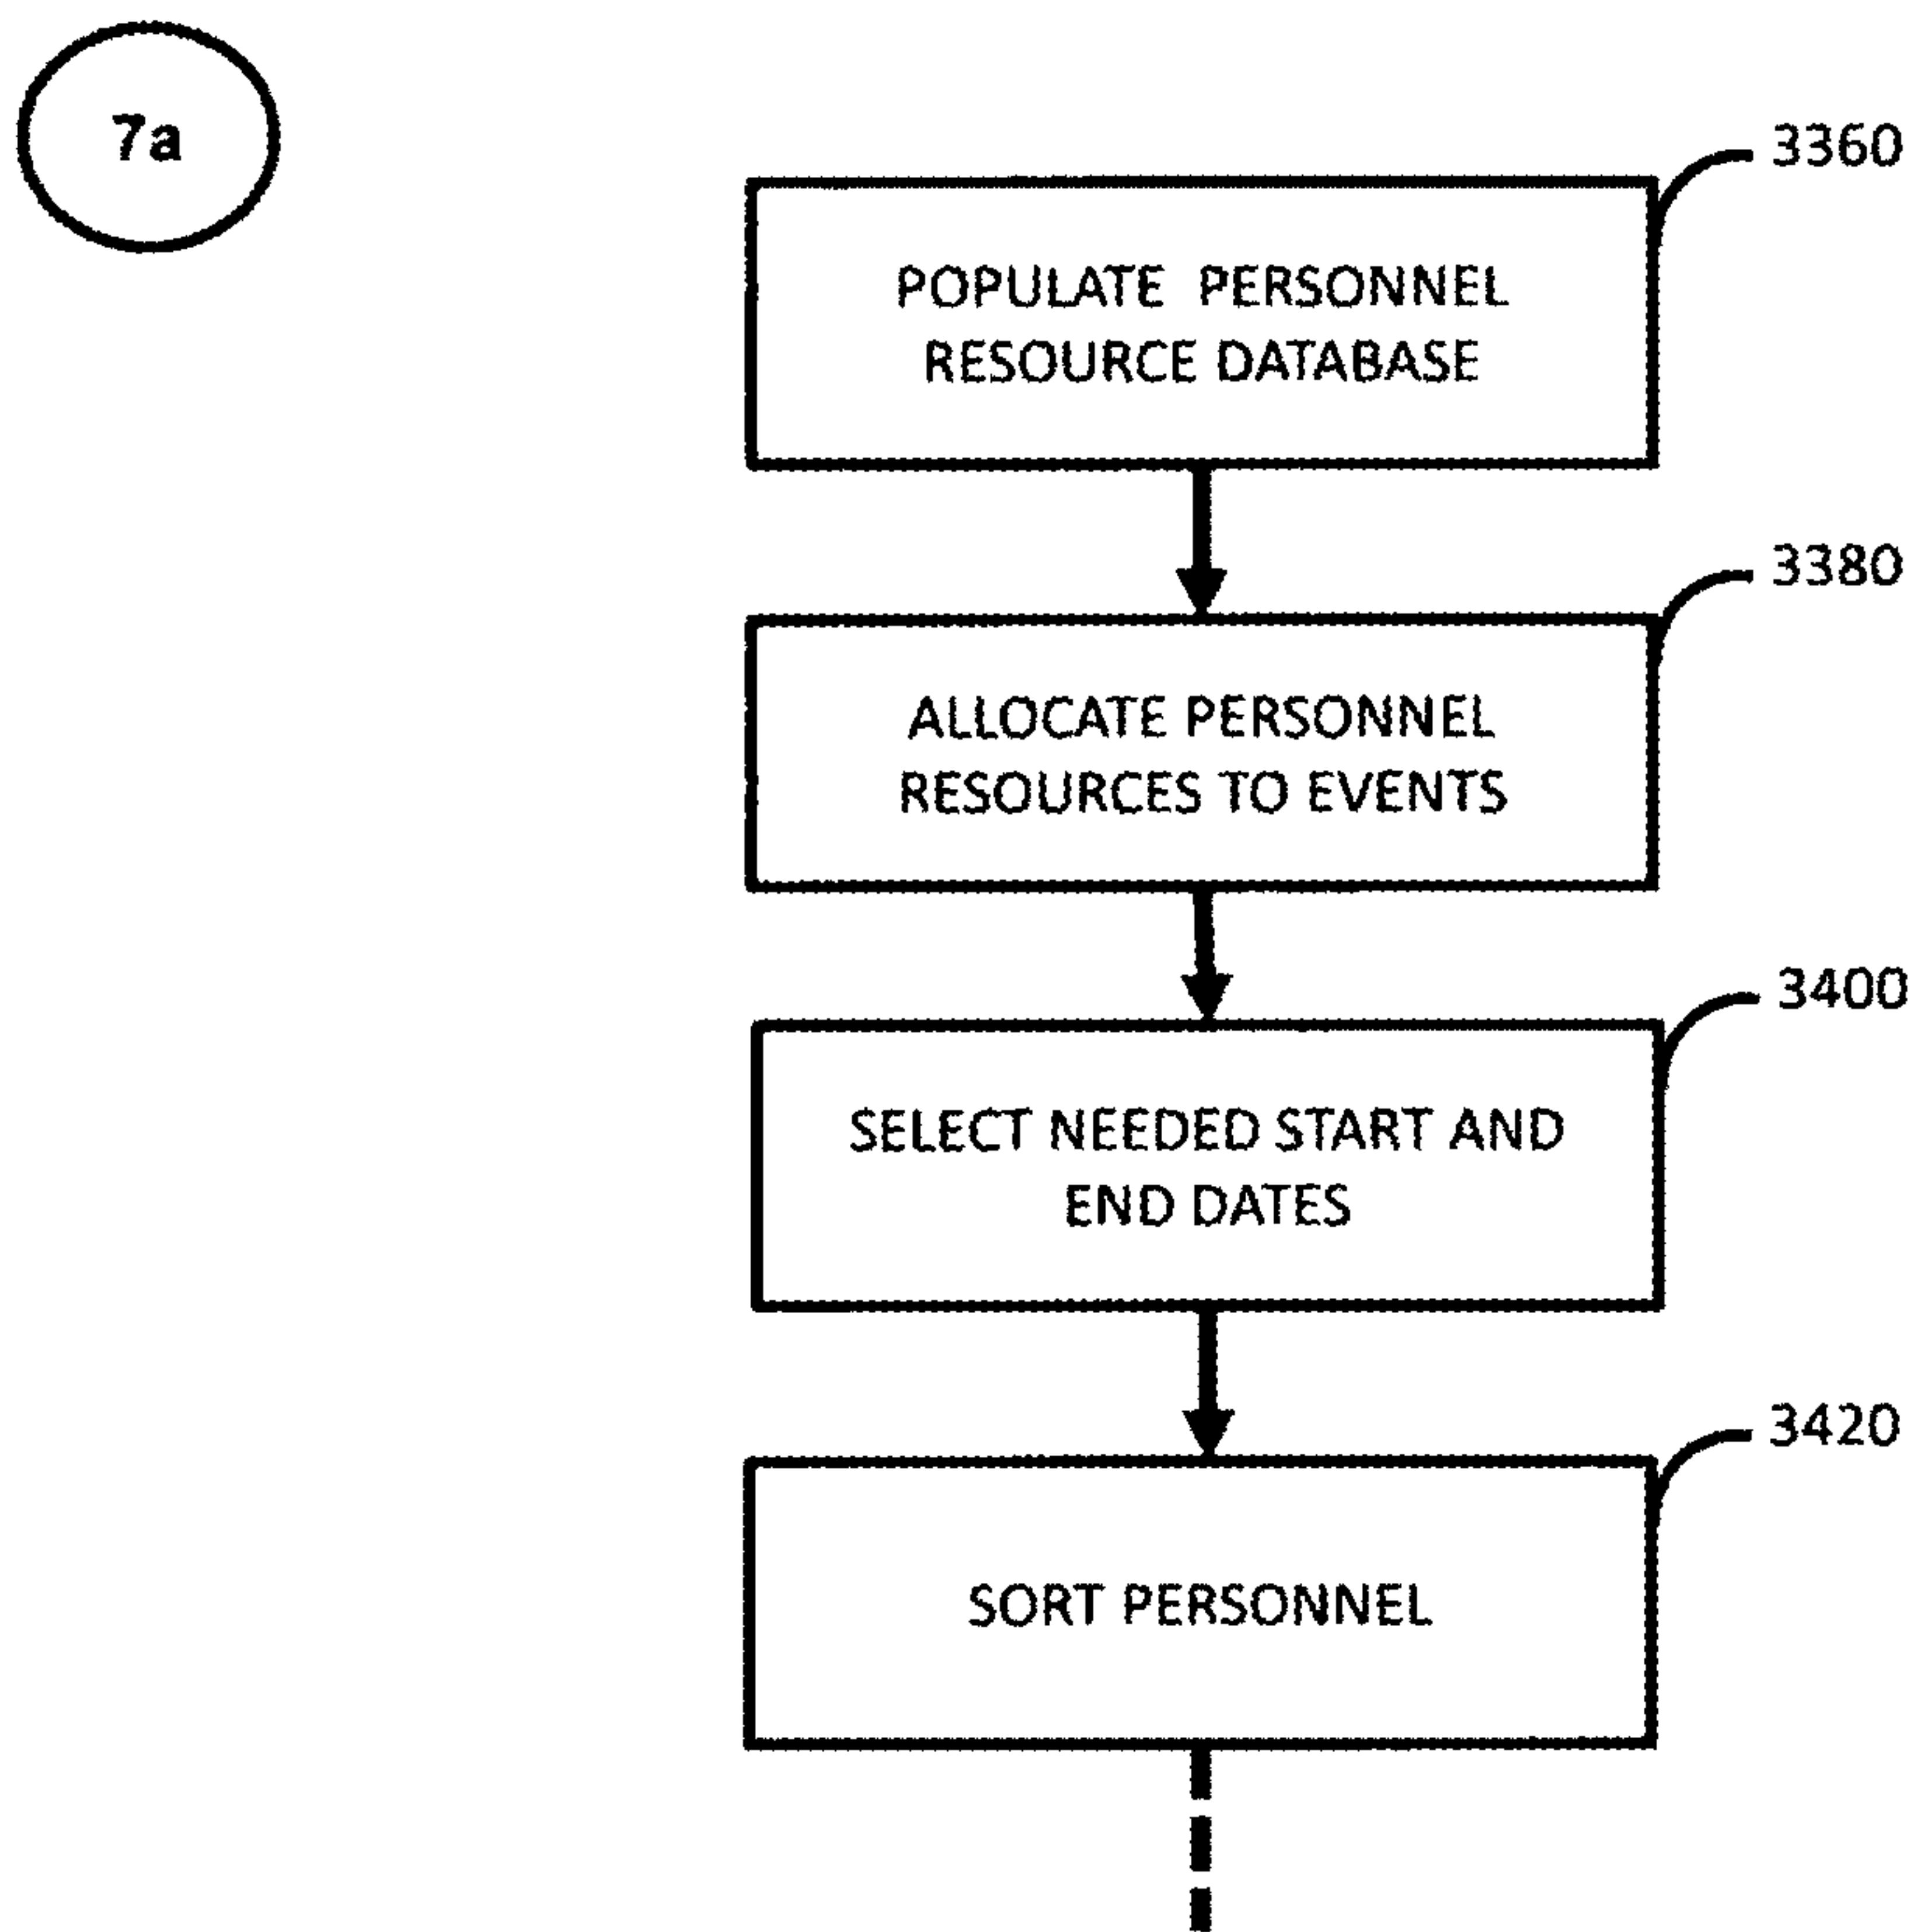 7a
3360
POPULATE PERSONNEL
RESOURCE DATABASE
3380
ALLOCATE PERSONNEL
RESOURCES TO EVENTS
3400
SELECT NEEDED START AND
END DATES
3420
SORT PERSONNEL